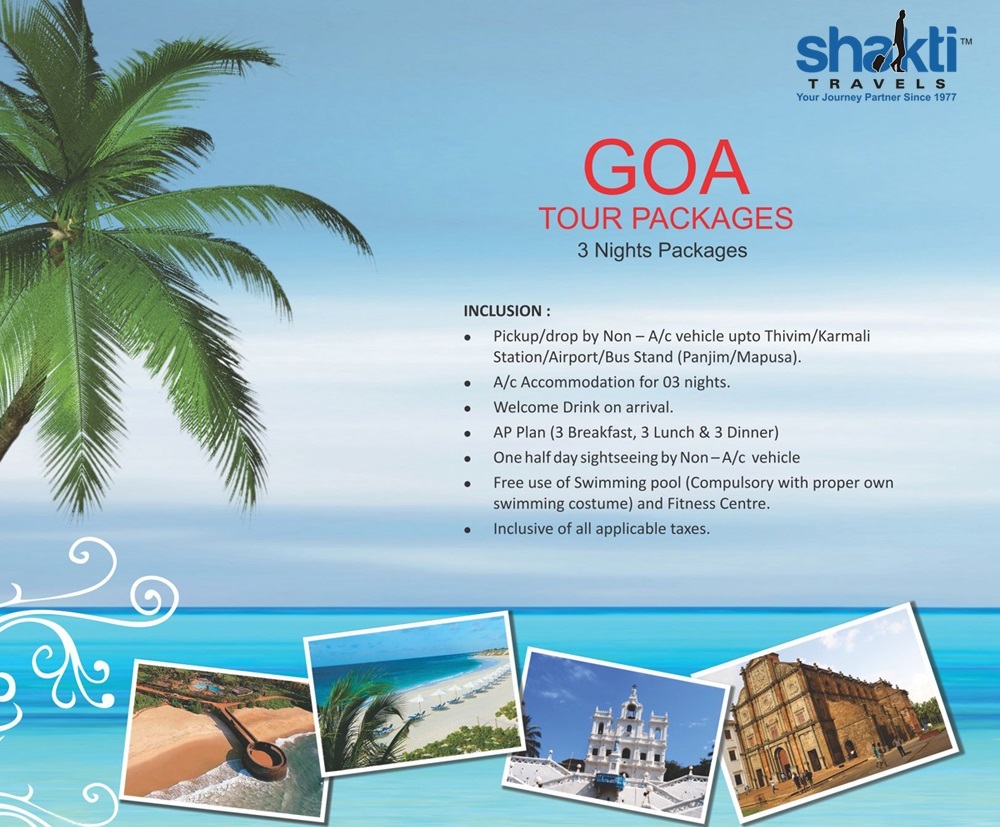 shakti™
TRAVELS
Your Journey Partner Since 1977
GOA
TOUR PACKAGES
3 Nights Packages
INCLUSION :
• Pickup/drop by Non – A/c vehicle upto Thivim/Karmali
Station/Airport/Bus Stand (Panjim/Mapusa).
• A/c Accommodation for 03 nights.
• Welcome Drink on arrival.
• AP Plan (3 Breakfast, 3 Lunch & 3 Dinner)
• One half day sightseeing by Non – A/c vehicle
• Free use of Swimming pool (Compulsory with proper own
swimming costume) and Fitness Centre.
• Inclusive of all applicable taxes.